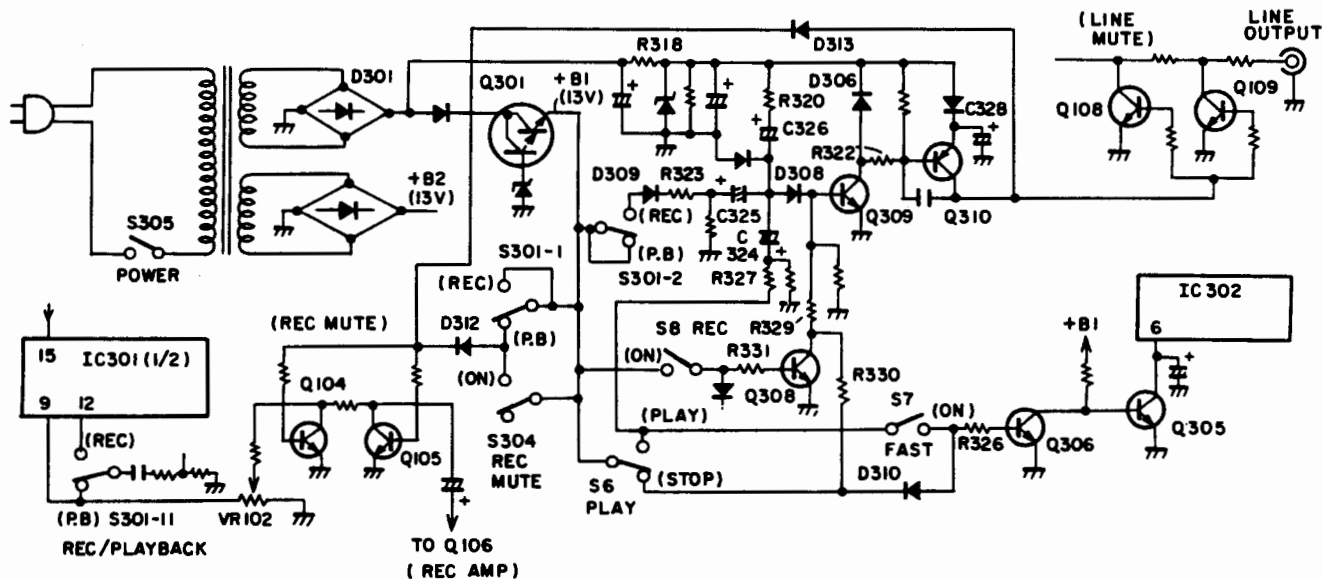 D301
Q301
+B1
(13V)
R318
D313
D306
(LINE
MUTE)
LINE
OUTPUT
Q109
Q108
R320
C326
C328
R322
D309
R323
D308
+B2
(13V)
(REC)
C325
Q309
Q310
S305
POWER
S301-1
(P.B)
S301-2
C
324
R327
(REC)
(REC MUTE)
D312
(P.B)
S8 REC
R329
+B1
IC302
6
15
IC301(1/2)
9 12
(ON)
(ON)
R331
Q308
R330
Q104
(REC)
Q105
S304
REC
MUTE
(PLAY)
S7
(ON)
FAST
R326
Q306
Q305
S6
PLAY
(STOP)
D310
(P.B) S301-11
VR102
REC/PLAYBACK
TO Q106
(REC AMP)